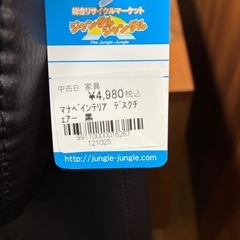 総合リサイクルマーケット
ジャングルジャングル
The Jungle-Jungle
中古B 家具
¥4,980税込
マナベインテリア デスクチ
ェアー 黒
99110000016267
121025
http://jungle-jungle.com